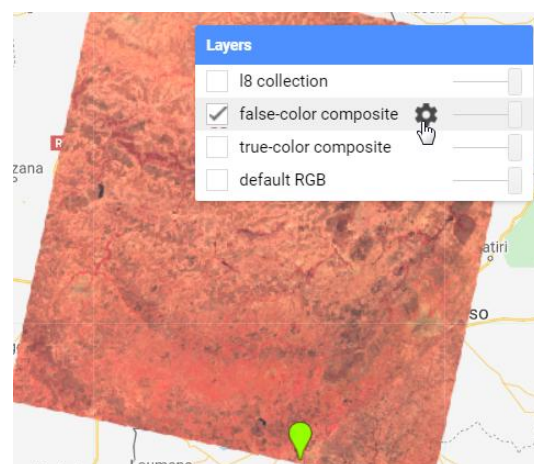 Layers
l8 collection
false-color composite
true-color composite
default RGB
R
zana
atiri
so